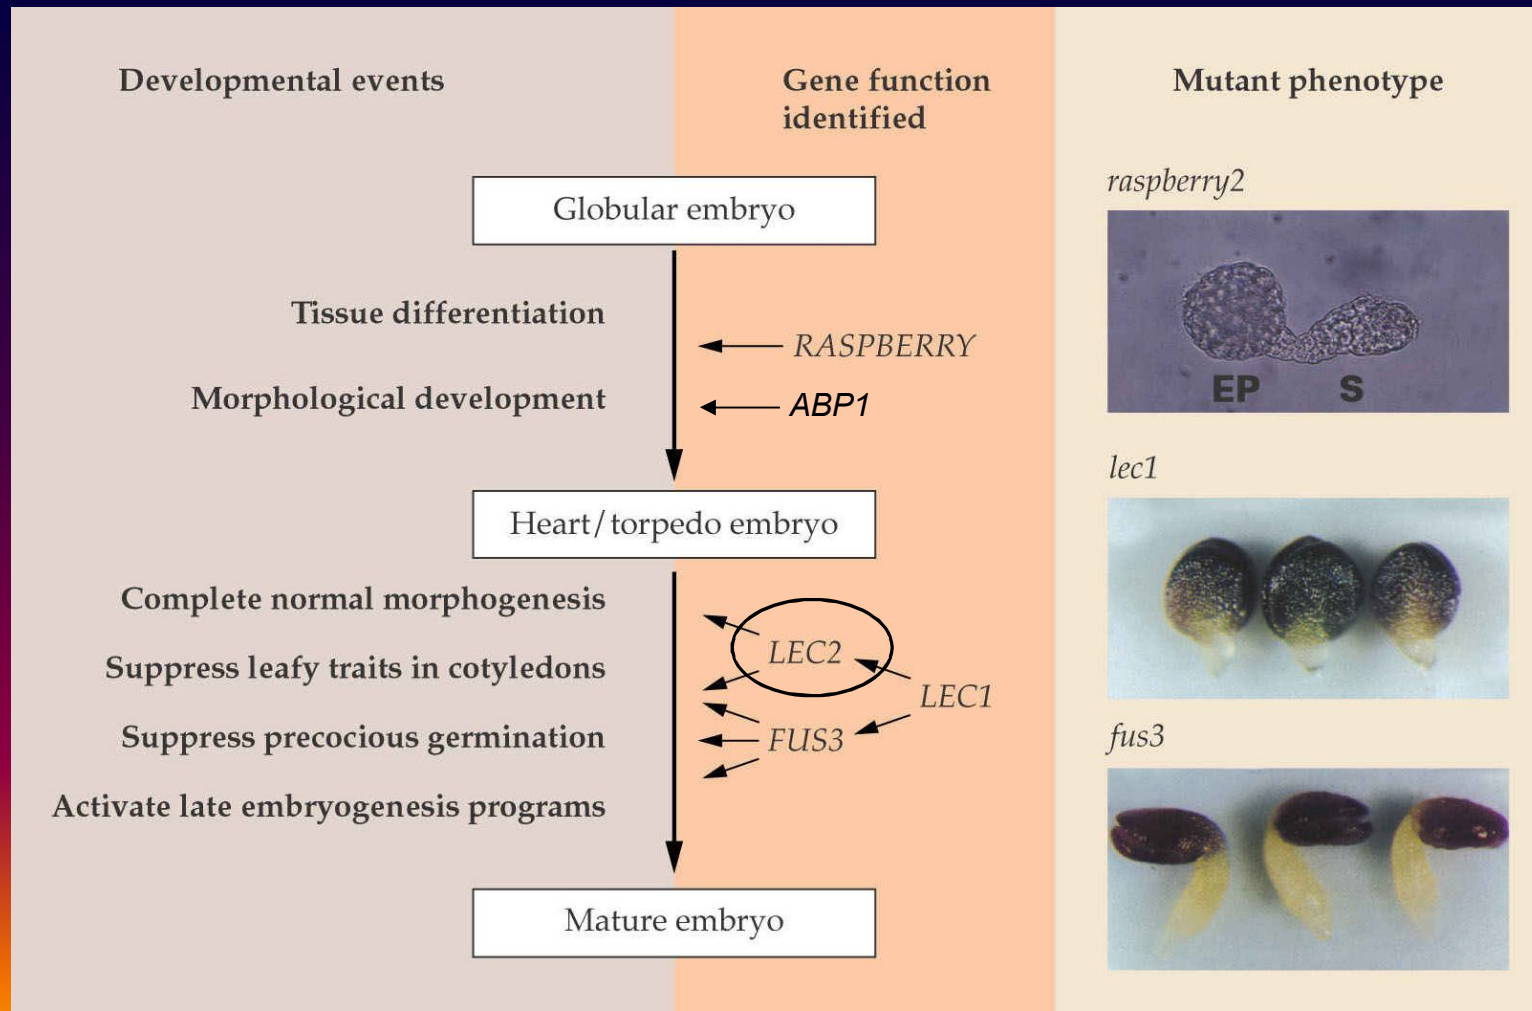 Developmental events
Gene function
identified
Mutant phenotype
Globular embryo
Tissue differentiation
RASPBERRY
Morphological development
ABP1
Heart/torpedo embryo
Complete normal morphogenesis
LEC2
Suppress leafy traits in cotyledons
LEC1
Suppress precocious germination
FUS3
Activate late embryogenesis programs
Mature embryo
raspberry2
EP S
lec1
fus3